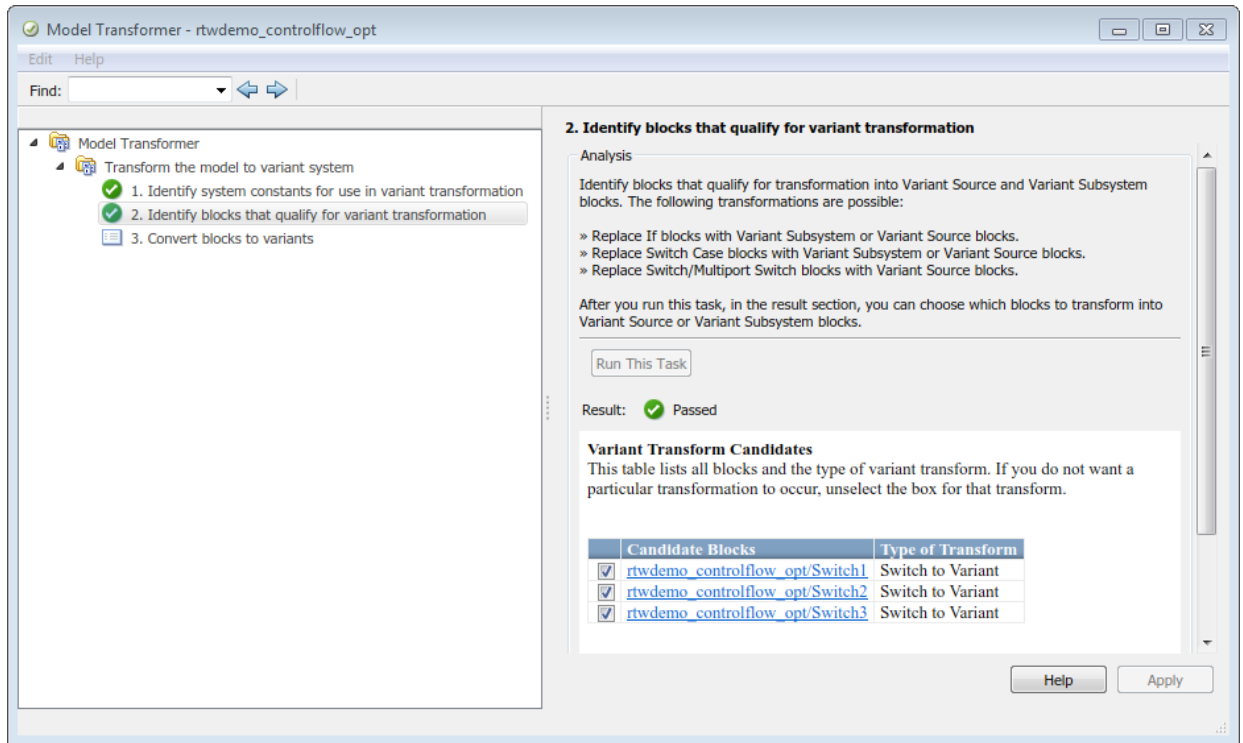 Model Transformer - rtwdemo_controlflow_opt
Edit Help
Find:
Model Transformer
Transform the model to variant system
1. Identify system constants for use in variant transformation
2. Identify blocks that qualify for variant transformation
3. Convert blocks to variants
2. Identify blocks that qualify for variant transformation
Analysis
Identify blocks that qualify for transformation into Variant Source and Variant Subsystem
blocks. The following transformations are possible:
» Replace If blocks with Variant Subsystem or Variant Source blocks.
» Replace Switch Case blocks with Variant Subsystem or Variant Source blocks.
» Replace Switch/Multiport Switch blocks with Variant Source blocks.
After you run this task, in the result section, you can choose which blocks to transform into
Variant Source or Variant Subsystem blocks.
Run This Task
Result: Passed
Variant Transform Candidates
This table lists all blocks and the type of variant transform. If you do not want a
particular transformation to occur, unselect the box for that transform.
Candidate Blocks Type of Transform
rtwdemo_controlflow_opt/Switch1 Switch to Variant
rtwdemo_controlflow_opt/Switch2 Switch to Variant
rtwdemo_controlflow_opt/Switch3 Switch to Variant
Help Apply